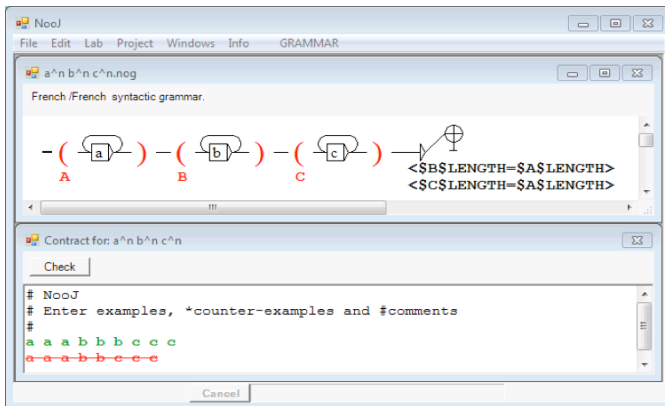 NooJ
File Edit Lab Project Windows Info GRAMMAR
a^n b^n c^n.nog
French /French syntactic grammar.
( a ) ( b ) ( c )
A B C
<$B$LENGTH=$A$LENGTH>
<$C$LENGTH=$A$LENGTH>
Contract for: a^n b^n c^n
Check
# NooJ
# Enter examples, *counter-examples and #comments
#
a a a b b b c c c
a a a b b c c c
Cancel